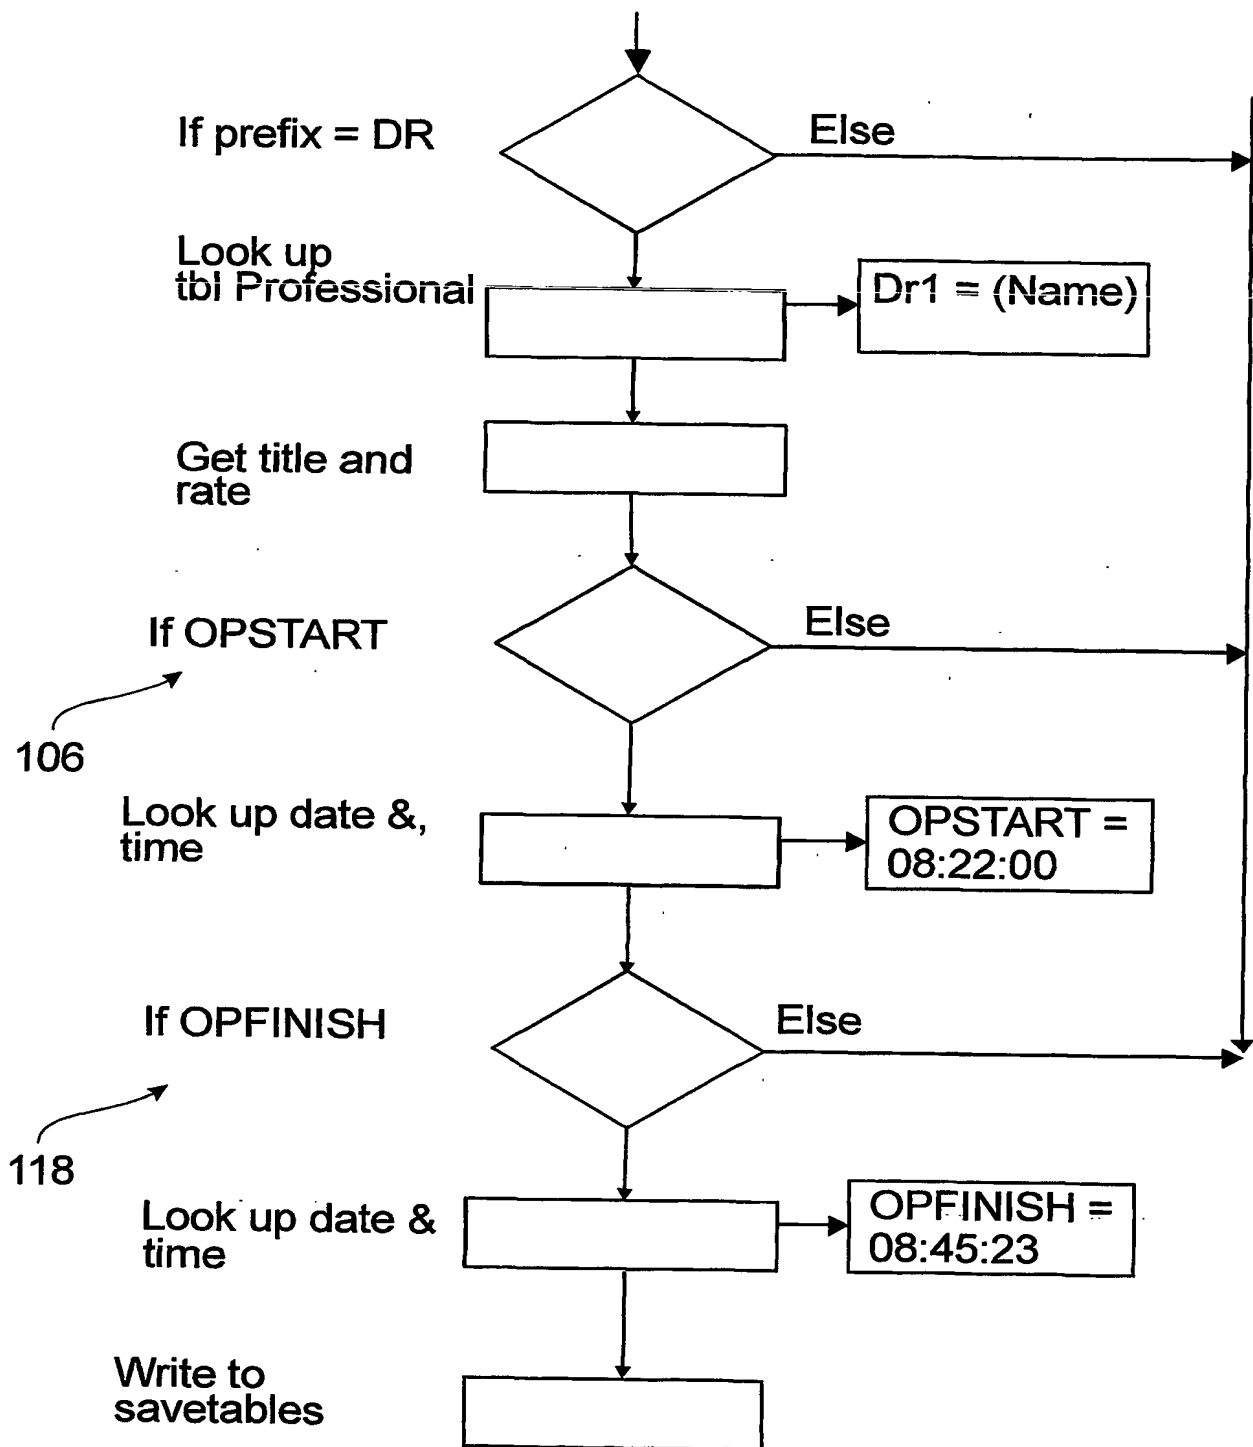 If prefix = DR
Else
Look up
tbl Professional
Dr1 = (Name)
Get title and
rate
If OPSTART
Else
106
Look up date &,
time
OPSTART =
08:22:00
If OPFINISH
Else
118
Look up date &
time
OPFINISH =
08:45:23
Write to
savetables